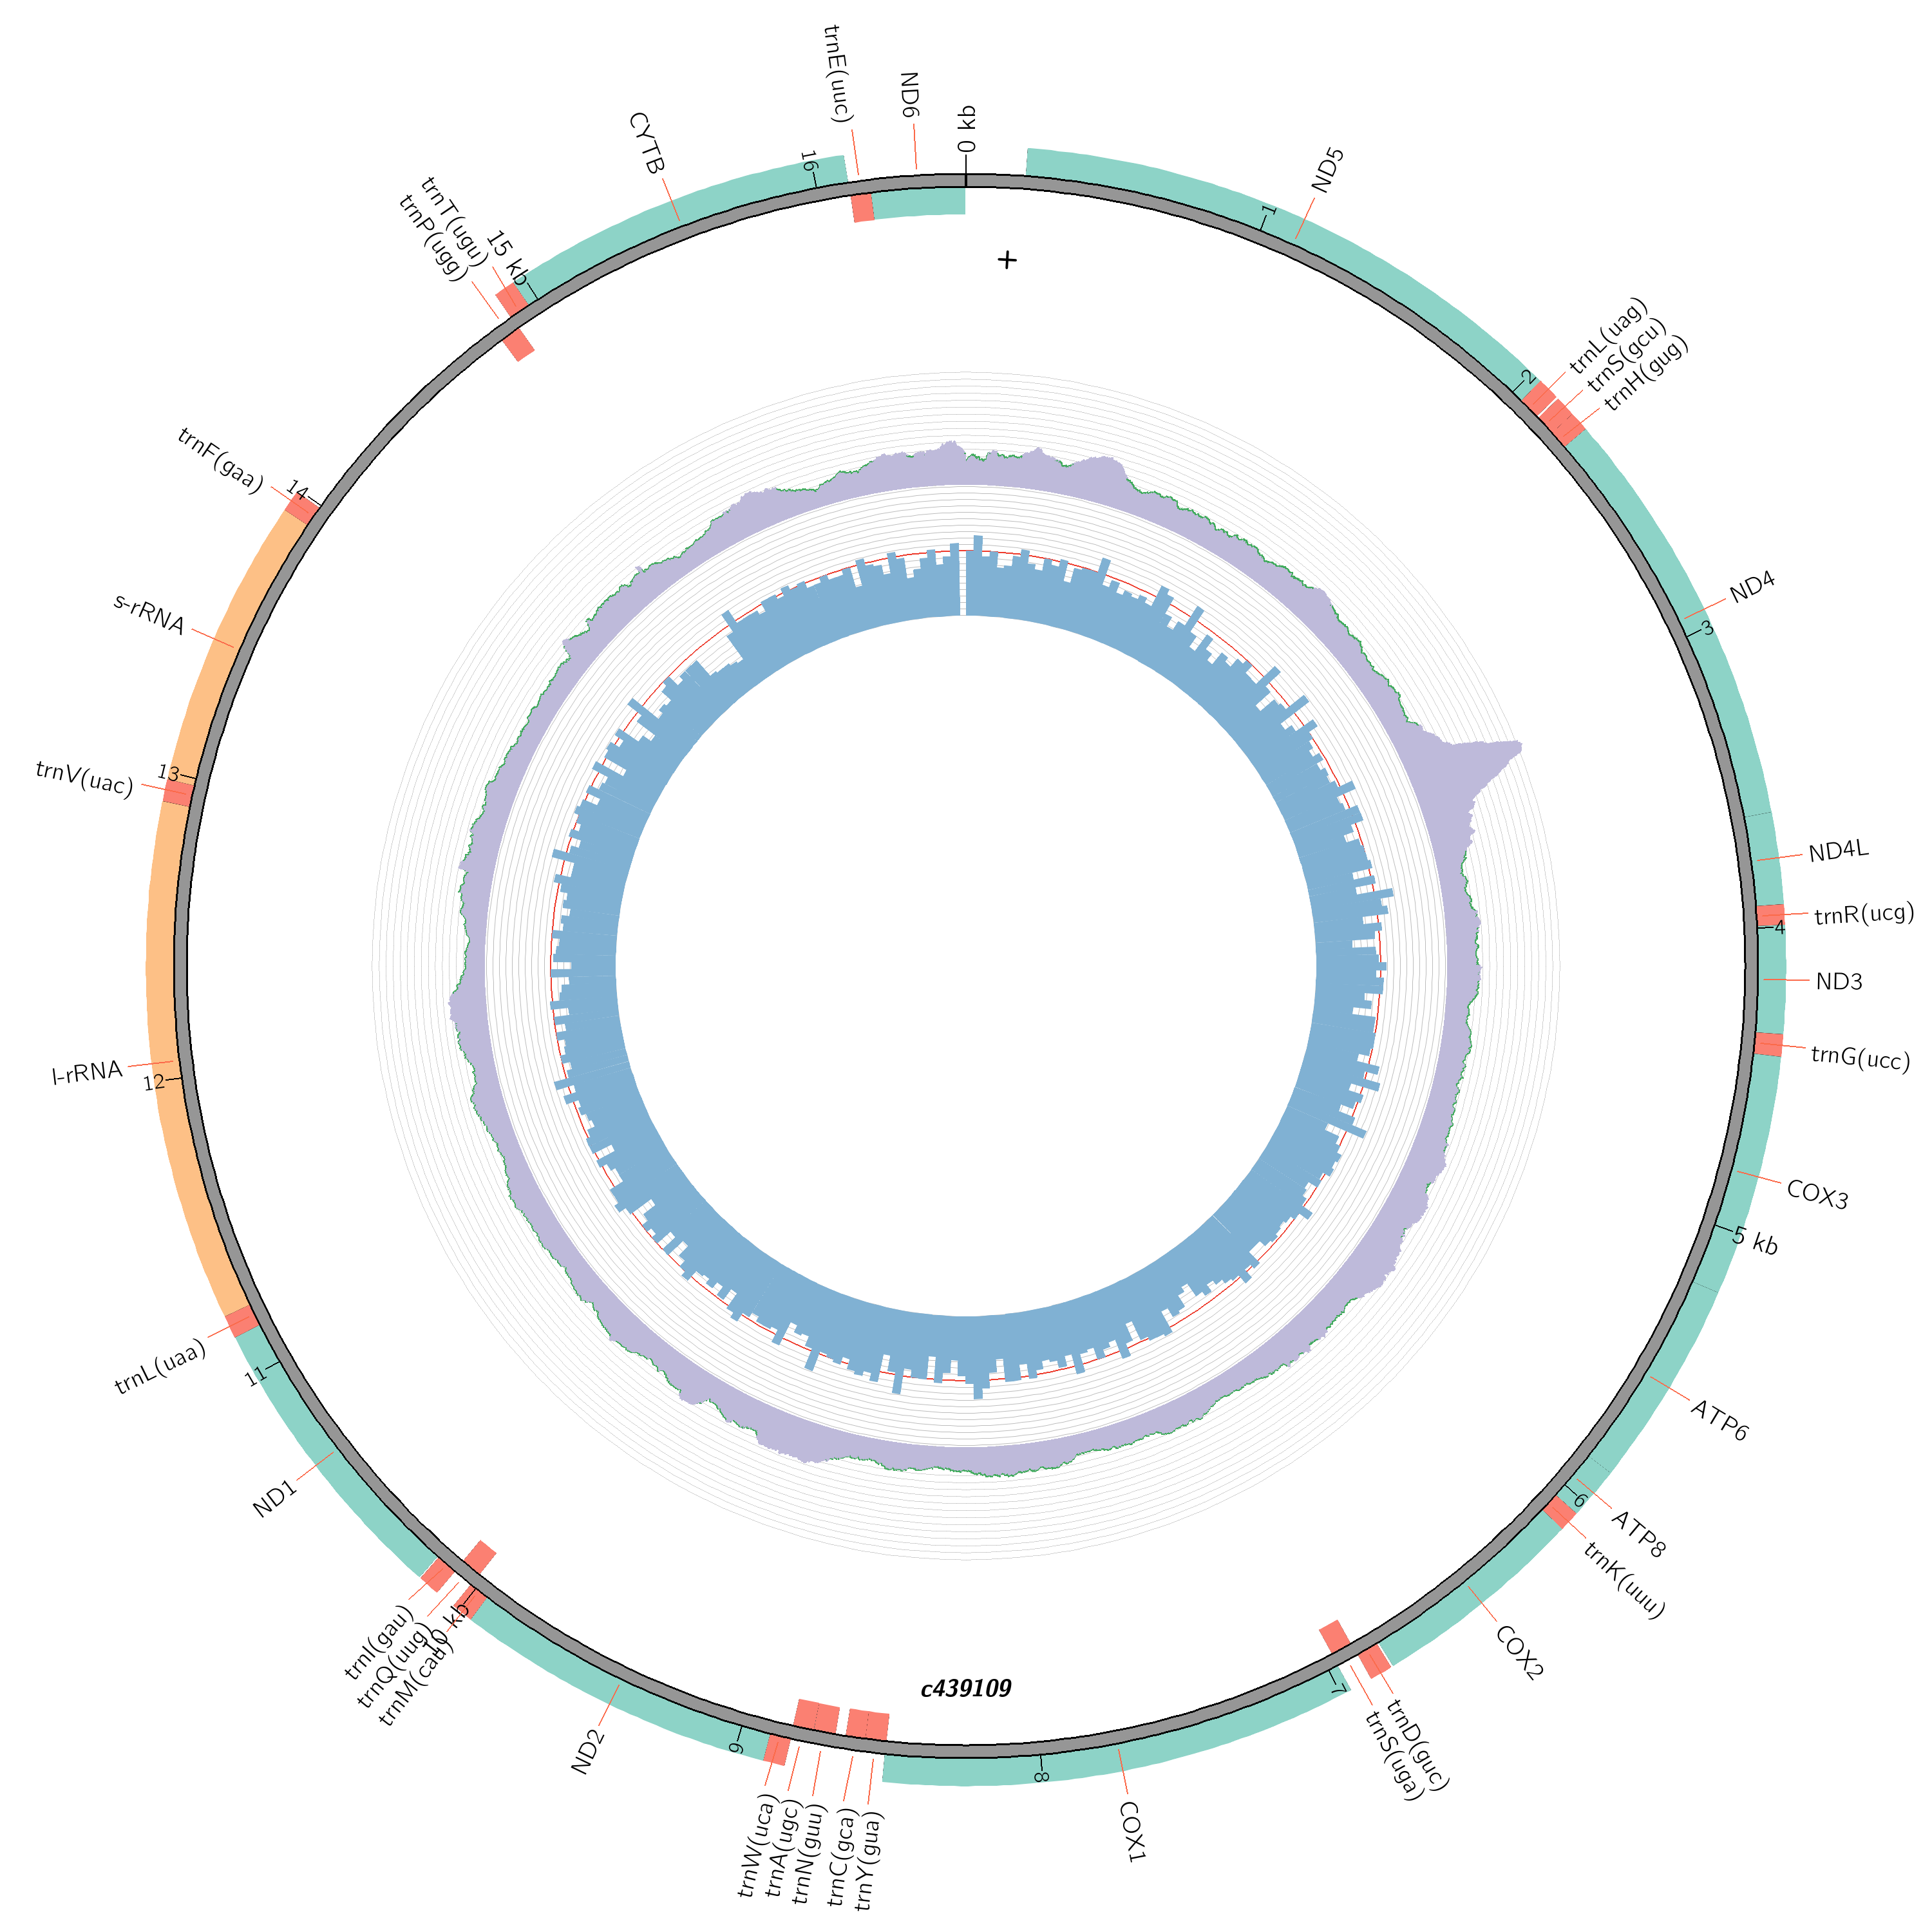 0 kb
ND5
1
2
trnL(uag)
trnS(gcu)
trnH(gug)
ND4
3
ND4L
trnR(ucg)
4
ND3
trnG(ucc)
COX3
5 kb
ATP6
ATP8
6
trnK(uuu)
COX2
trnD(guc)
trnS(uga)
7
COX1
8
trnY(gua)
trnC(gca)
trnN(guu)
trnA(ugc)
trnW(uca)
9
ND2
10 kb
trnM(cau)
trnQ(uug)
trnI(gau)
ND1
11
trnL(uaa)
12
l-rRNA
trnV(uac)
13
s-rRNA
14
trnF(gaa)
trnP(ugg)
trnT(ugu)
15 kb
CYTB
16
trnE(uuc)
ND6
+
c439109